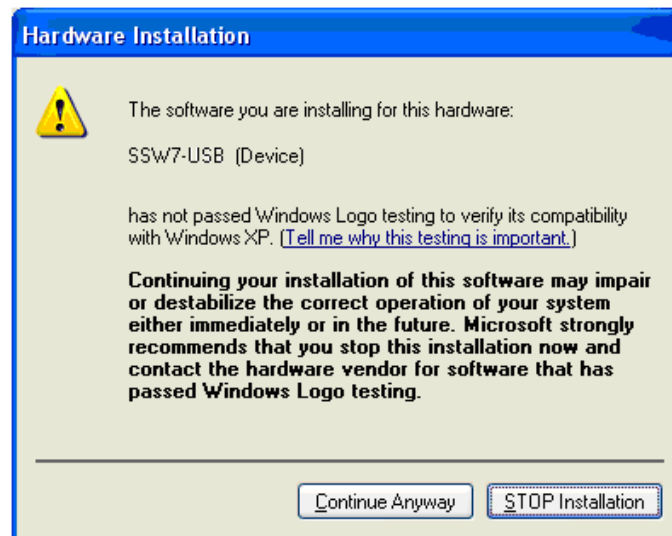 Hardware Installation
The software you are installing for this hardware:
SSW7-USB (Device)
has not passed Windows Logo testing to verify its compatibility
with Windows XP. (Tell me why this testing is important.)
Continuing your installation of this software may impair
or destabilize the correct operation of your system
either immediately or in the future. Microsoft strongly
recommends that you stop this installation now and
contact the hardware vendor for software that has
passed Windows Logo testing.
Continue Anyway
STOP Installation